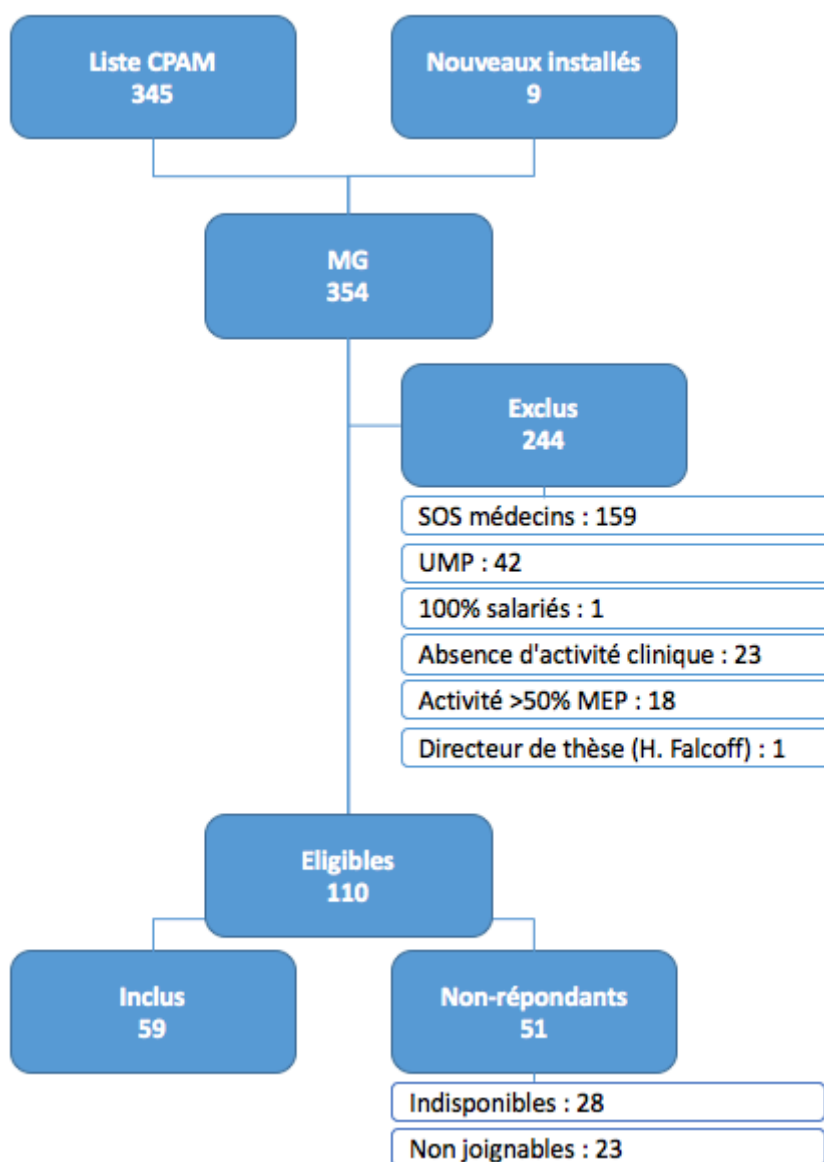 Liste CPAM
345
Nouveaux installés
9
MG
354
Exclus
244
SOS médecins : 159
UMP : 42
100% salariés : 1
Absence d'activité clinique : 23
Activité >50% MEP : 18
Directeur de thèse (H. Falcoff) : 1
Eligibles
110
Inclus
59
Non-répondants
51
Indisponibles : 28
Non joignables : 23